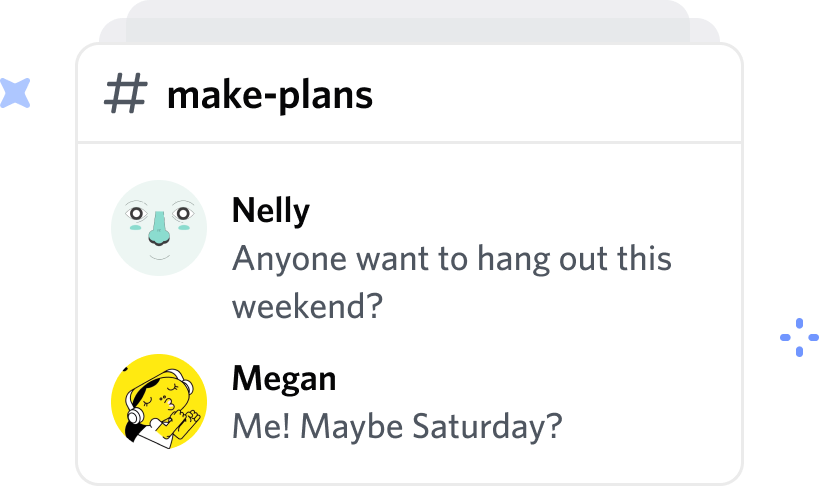 # make-plans
Nelly
Anyone want to hang out this
weekend?
Megan
Me! Maybe Saturday?